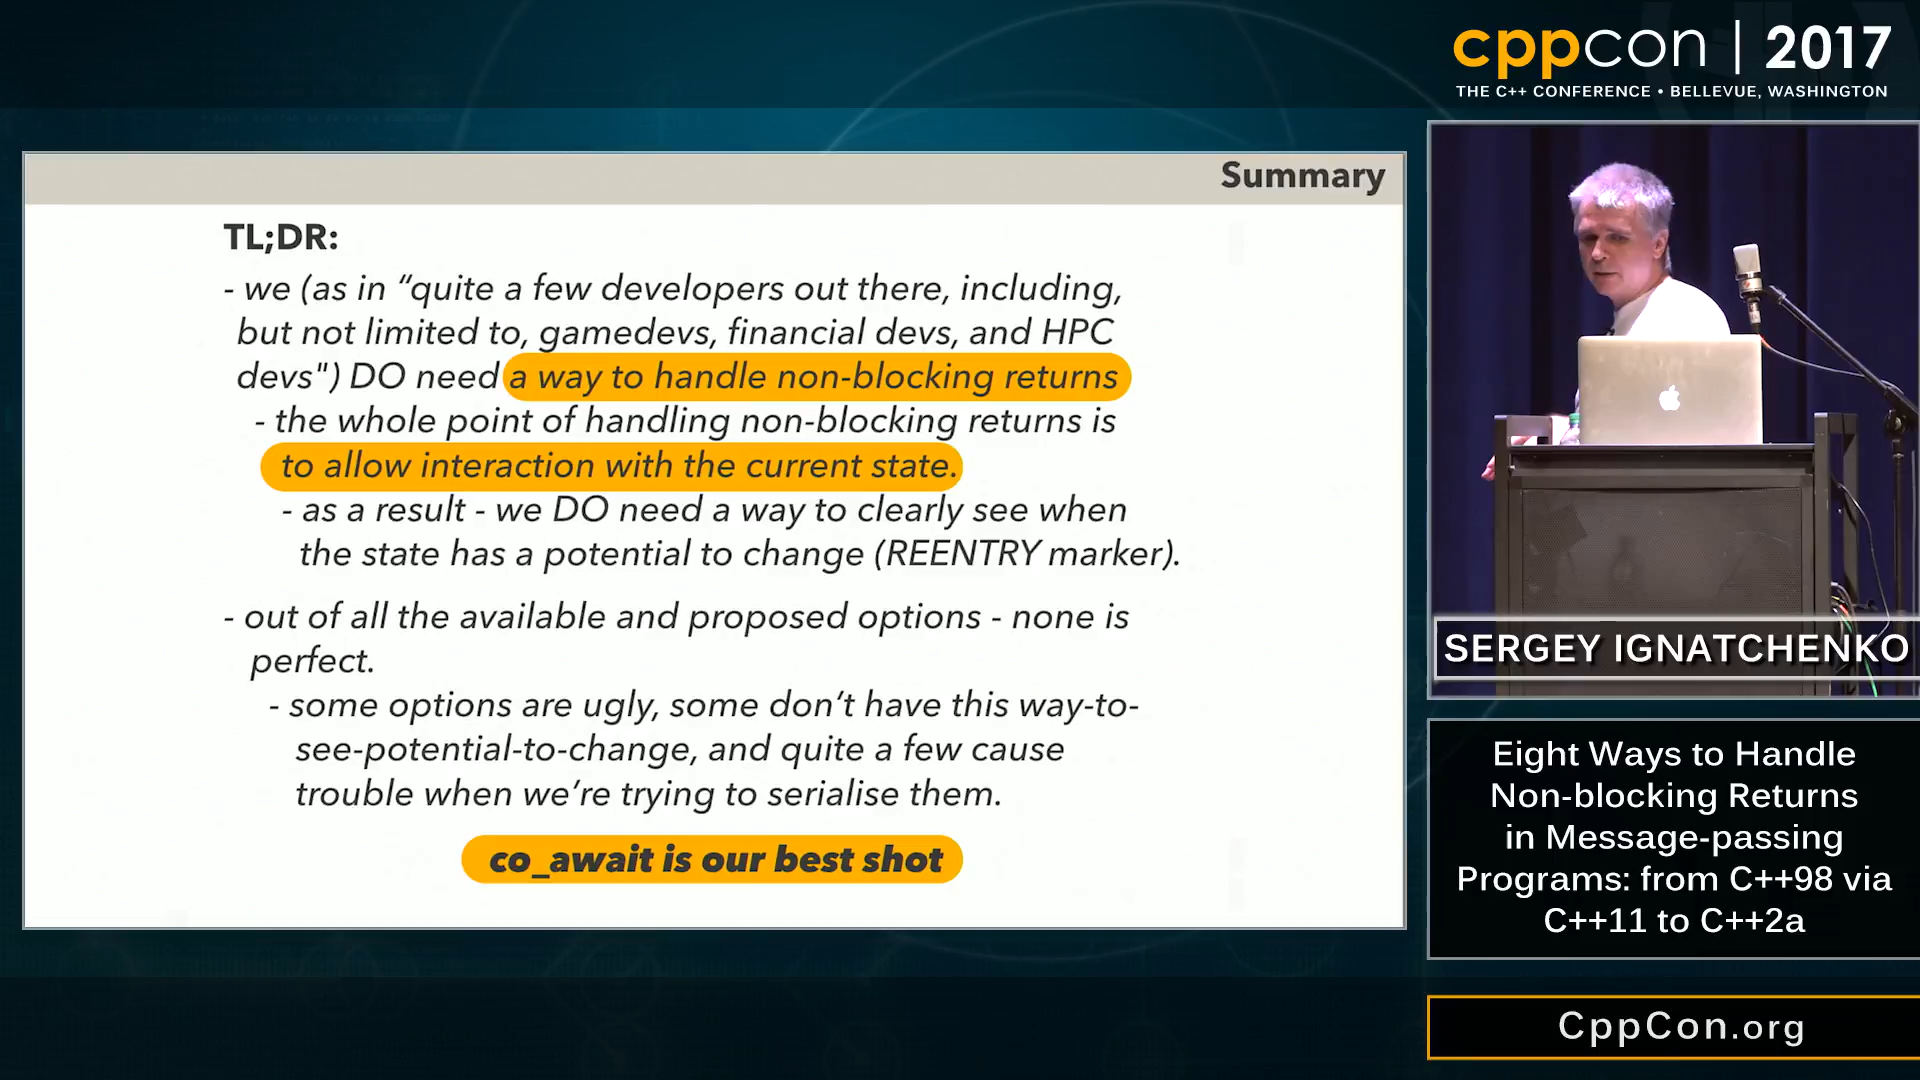 cppcon | 2017
THE C++ CONFERENCE • BELLEVUE, WASHINGTON
Summary
TL;DR:
- we (as in “quite a few developers out there, including,
but not limited to, gamedevs, financial devs, and HPC
devs") DO need a way to handle non-blocking returns
- the whole point of handling non-blocking returns is
to allow interaction with the current state.
- as a result - we DO need a way to clearly see when
the state has a potential to change (REENTRY marker).
- out of all the available and proposed options - none is
perfect.
- some options are ugly, some don’t have this way-to-
see-potential-to-change, and quite a few cause
trouble when we’re trying to serialise them.
co_await is our best shot
SERGEY IGNATCHENKO
Eight Ways to Handle
Non-blocking Returns
in Message-passing
Programs: from C++98 via
C++11 to C++2a
CppCon.org